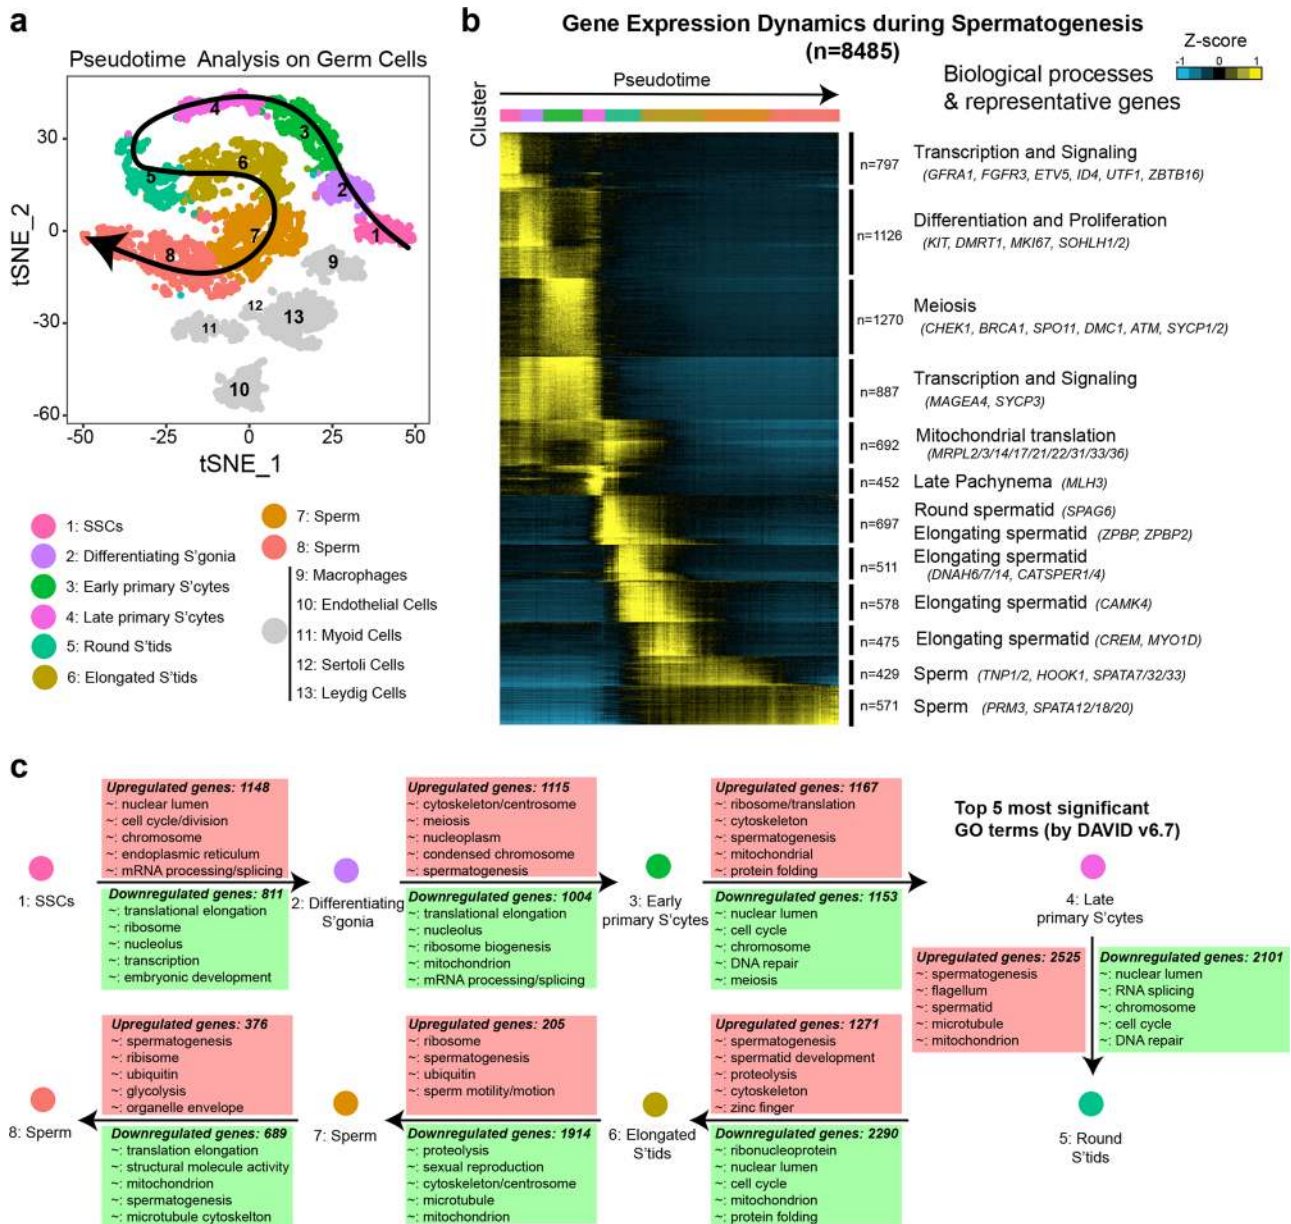 a
Pseudotime Analysis on Germ Cells
tSNE_2
30
0
-30
-60
4
3
6
5
2
1
7
8
9
12
13
11
10
-50
-25
0
25
50
tSNE_1
1: SSCs
2: Differentiating S'gonia
3: Early primary S'cytes
4: Late primary S'cytes
5: Round S'tids
6: Elongated S'tids
7: Sperm
8: Sperm
9: Macrophages
10: Endothelial Cells
11: Myoid Cells
12: Sertoli Cells
13: Leydig Cells
b
Gene Expression Dynamics during Spermatogenesis
(n=8485)
Z-score
-1 0 1
Pseudotime
Cluster
Biological processes
& representative genes
n=797
Transcription and Signaling
(GFRA1, FGFR3, ETV5, ID4, UTF1, ZBTB16)
n=1126
Differentiation and Proliferation
(KIT, DMRT1, MKI67, SOHLH1/2)
n=1270
Meiosis
(CHEK1, BRCA1, SPO11, DMC1, ATM, SYCP1/2)
n=887
Transcription and Signaling
(MAGEA4, SYCP3)
n=692
Mitochondrial translation
(MRPL2/3/14/17/21/22/31/33/36)
n=452
Late Pachynema (MLH3)
n=697
Round spermatid (SPAG6)
Elongating spermatid (ZPBP, ZPBP2)
n=511
Elongating spermatid
(DNAH6/7/14, CATSPER1/4)
n=578
Elongating spermatid (CAMK4)
n=475
Elongating spermatid (CREM, MYO1D)
n=429
Sperm (TNP1/2, HOOK1, SPATA7/32/33)
n=571
Sperm (PRM3, SPATA12/18/20)
c
1: SSCs
Upregulated genes: 1148
~: nuclear lumen
~: cell cycle/division
~: chromosome
~: endoplasmic reticulum
~: mRNA processing/splicing
Downregulated genes: 811
~: translational elongation
~: ribosome
~: nucleolus
~: transcription
~: embryonic development
2: Differentiating
S'gonia
Upregulated genes: 1115
~: cytoskeleton/centrosome
~: meiosis
~: nucleoplasm
~: condensed chromosome
~: spermatogenesis
Downregulated genes: 1004
~: translational elongation
~: nucleolus
~: ribosome biogenesis
~: mitochondrion
~: mRNA processing/splicing
3: Early
primary S'cytes
Upregulated genes: 1167
~: ribosome/translation
~: cytoskeleton
~: spermatogenesis
~: mitochondrial
~: protein folding
Downregulated genes: 1153
~: nuclear lumen
~: cell cycle
~: chromosome
~: DNA repair
~: meiosis
Top 5 most significant
GO terms (by DAVID v6.7)
4: Late
primary S'cytes
Upregulated genes: 2525
~: spermatogenesis
~: flagellum
~: spermatid
~: microtubule
~: mitochondrion
Downregulated genes: 2101
~: nuclear lumen
~: RNA splicing
~: chromosome
~: cell cycle
~: DNA repair
5: Round
S'tids
Upregulated genes: 1271
~: spermatogenesis
~: spermatid development
~: proteolysis
~: cytoskeleton
~: zinc finger
Downregulated genes: 2290
~: ribonucleoprotein
~: nuclear lumen
~: cell cycle
~: mitochondrion
~: protein folding
6: Elongated
S'tids
Upregulated genes: 205
~: ribosome
~: spermatogenesis
~: ubiquitin
~: sperm motility/motion
Downregulated genes: 1914
~: proteolysis
~: sexual reproduction
~: cytoskeleton/centrosome
~: microtubule
~: mitochondrion
7: Sperm
Upregulated genes: 376
~: spermatogenesis
~: ribisome
~: ubiquitin
~: glycolysis
~: organelle envelope
Downregulated genes: 689
~: translation elongation
~: structural molecule activity
~: mitochondrion
~: spermatogenesis
~: microtubule cytoskelton
8: Sperm